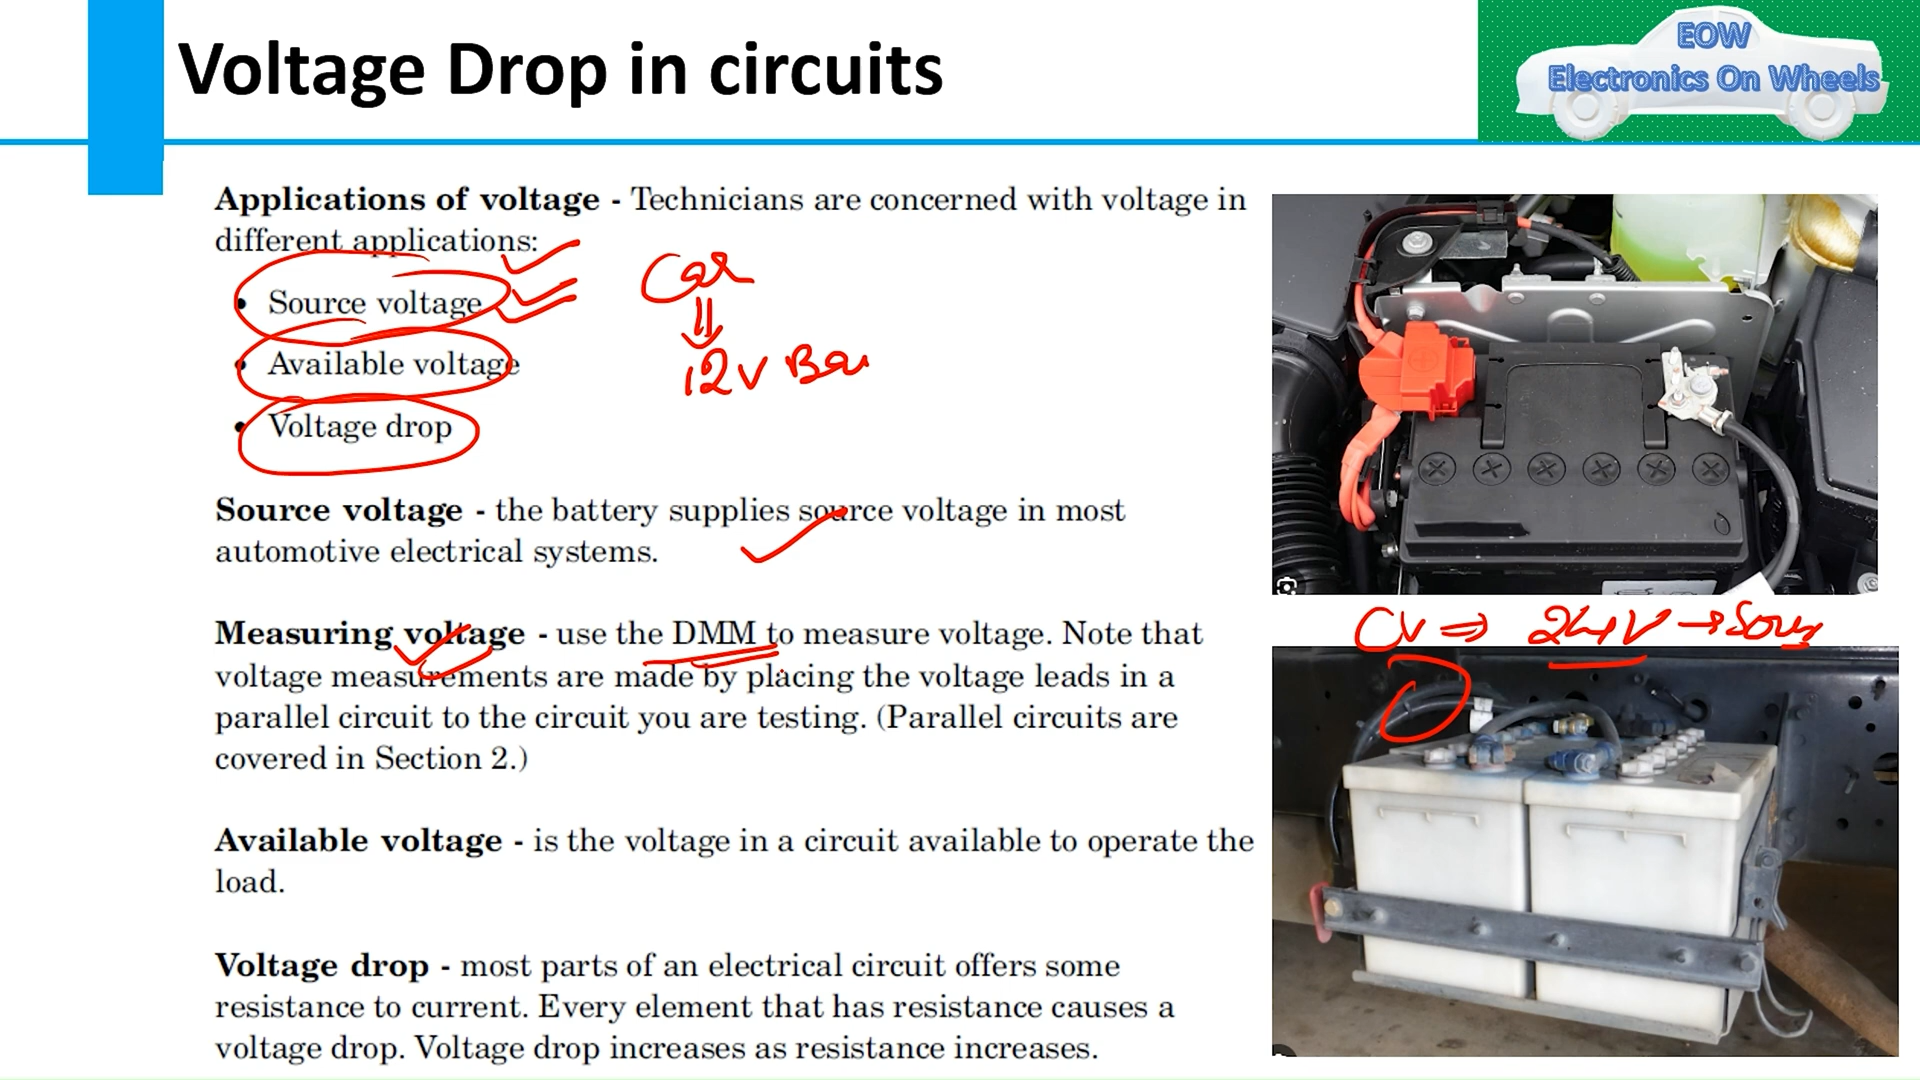 Voltage Drop in circuits
EOW
Electronics On Wheels
Applications of voltage - Technicians are concerned with voltage in
different applications:
• Source voltage
• Available voltage
• Voltage drop
Car
12V Ba
Source voltage - the battery supplies source voltage in most
automotive electrical systems.
Measuring voltage - use the DMM to measure voltage. Note that
voltage measurements are made by placing the voltage leads in a
parallel circuit to the circuit you are testing. (Parallel circuits are
covered in Section 2.)
CV ⇒ 24V →
Available voltage - is the voltage in a circuit available to operate the
load.
Voltage drop - most parts of an electrical circuit offers some
resistance to current. Every element that has resistance causes a
voltage drop. Voltage drop increases as resistance increases.